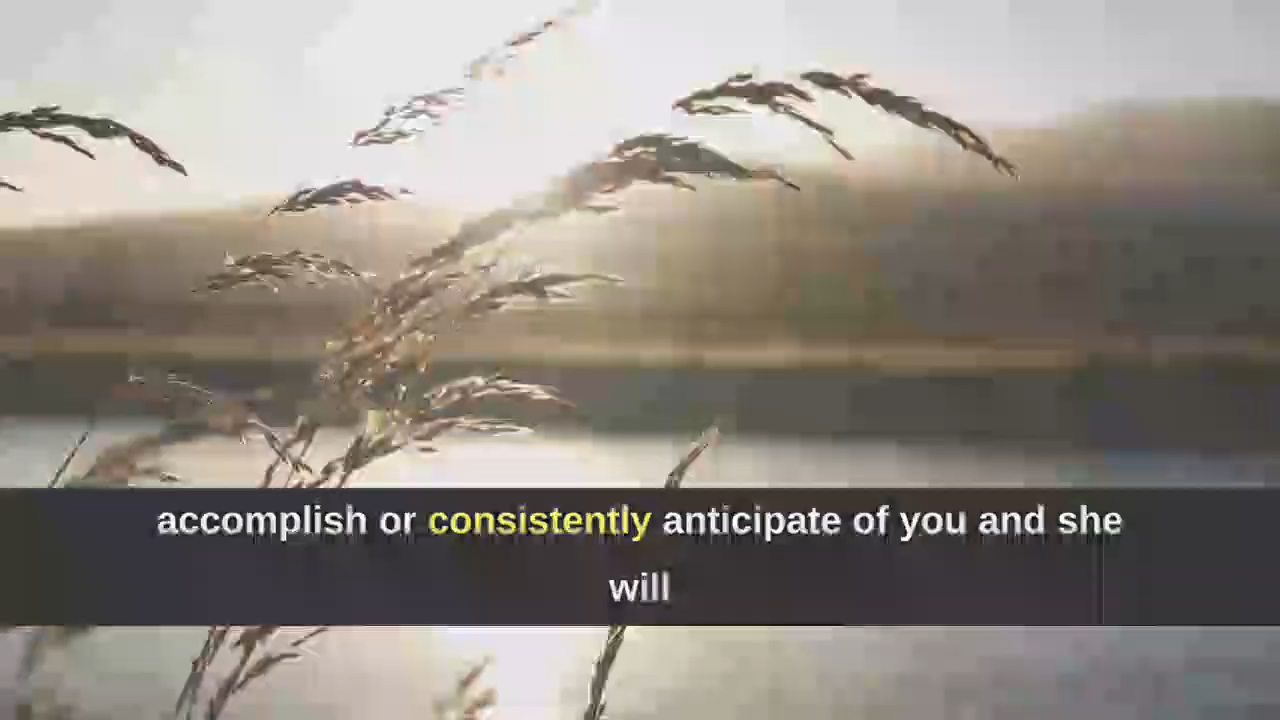 accomplish or consistently anticipate of you and she
will